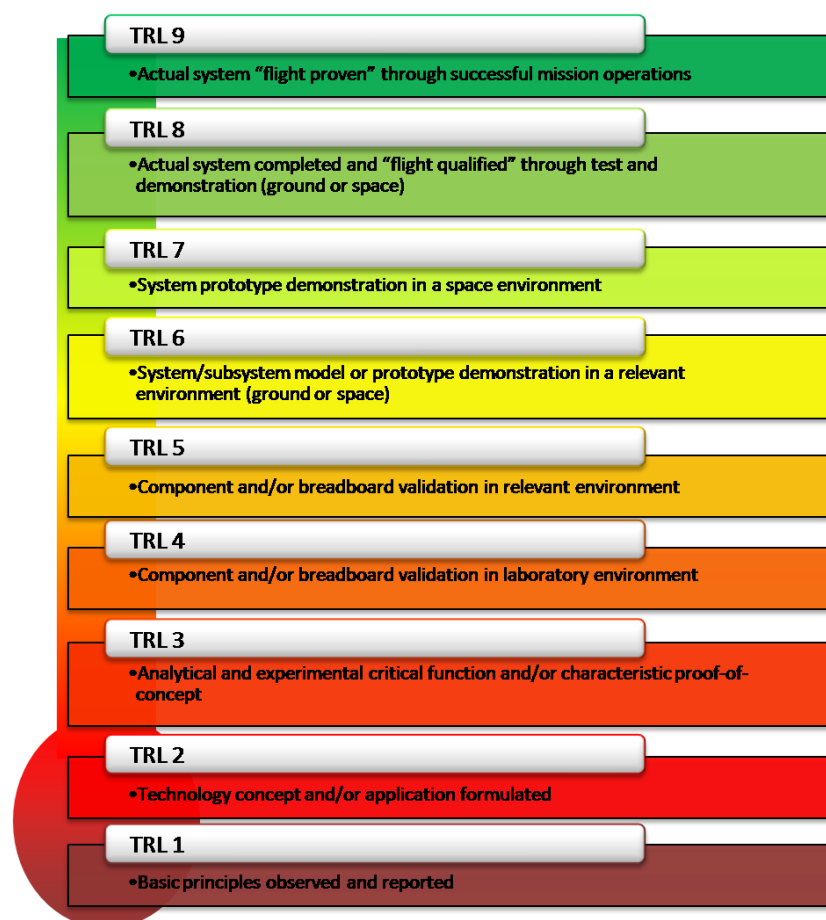 TRL 9
•Actual system “flight proven” through successful mission operations
TRL 8
•Actual system completed and “flight qualified” through test and
demonstration (ground or space)
TRL 7
•System prototype demonstration in a space environment
TRL 6
•System/subsystem model or prototype demonstration in a relevant
environment (ground or space)
TRL 5
•Component and/or breadboard validation in relevant environment
TRL 4
•Component and/or breadboard validation in laboratory environment
TRL 3
•Analytical and experimental critical function and/or characteristic proof-of-
concept
TRL 2
•Technology concept and/or application formulated
TRL 1
•Basic principles observed and reported